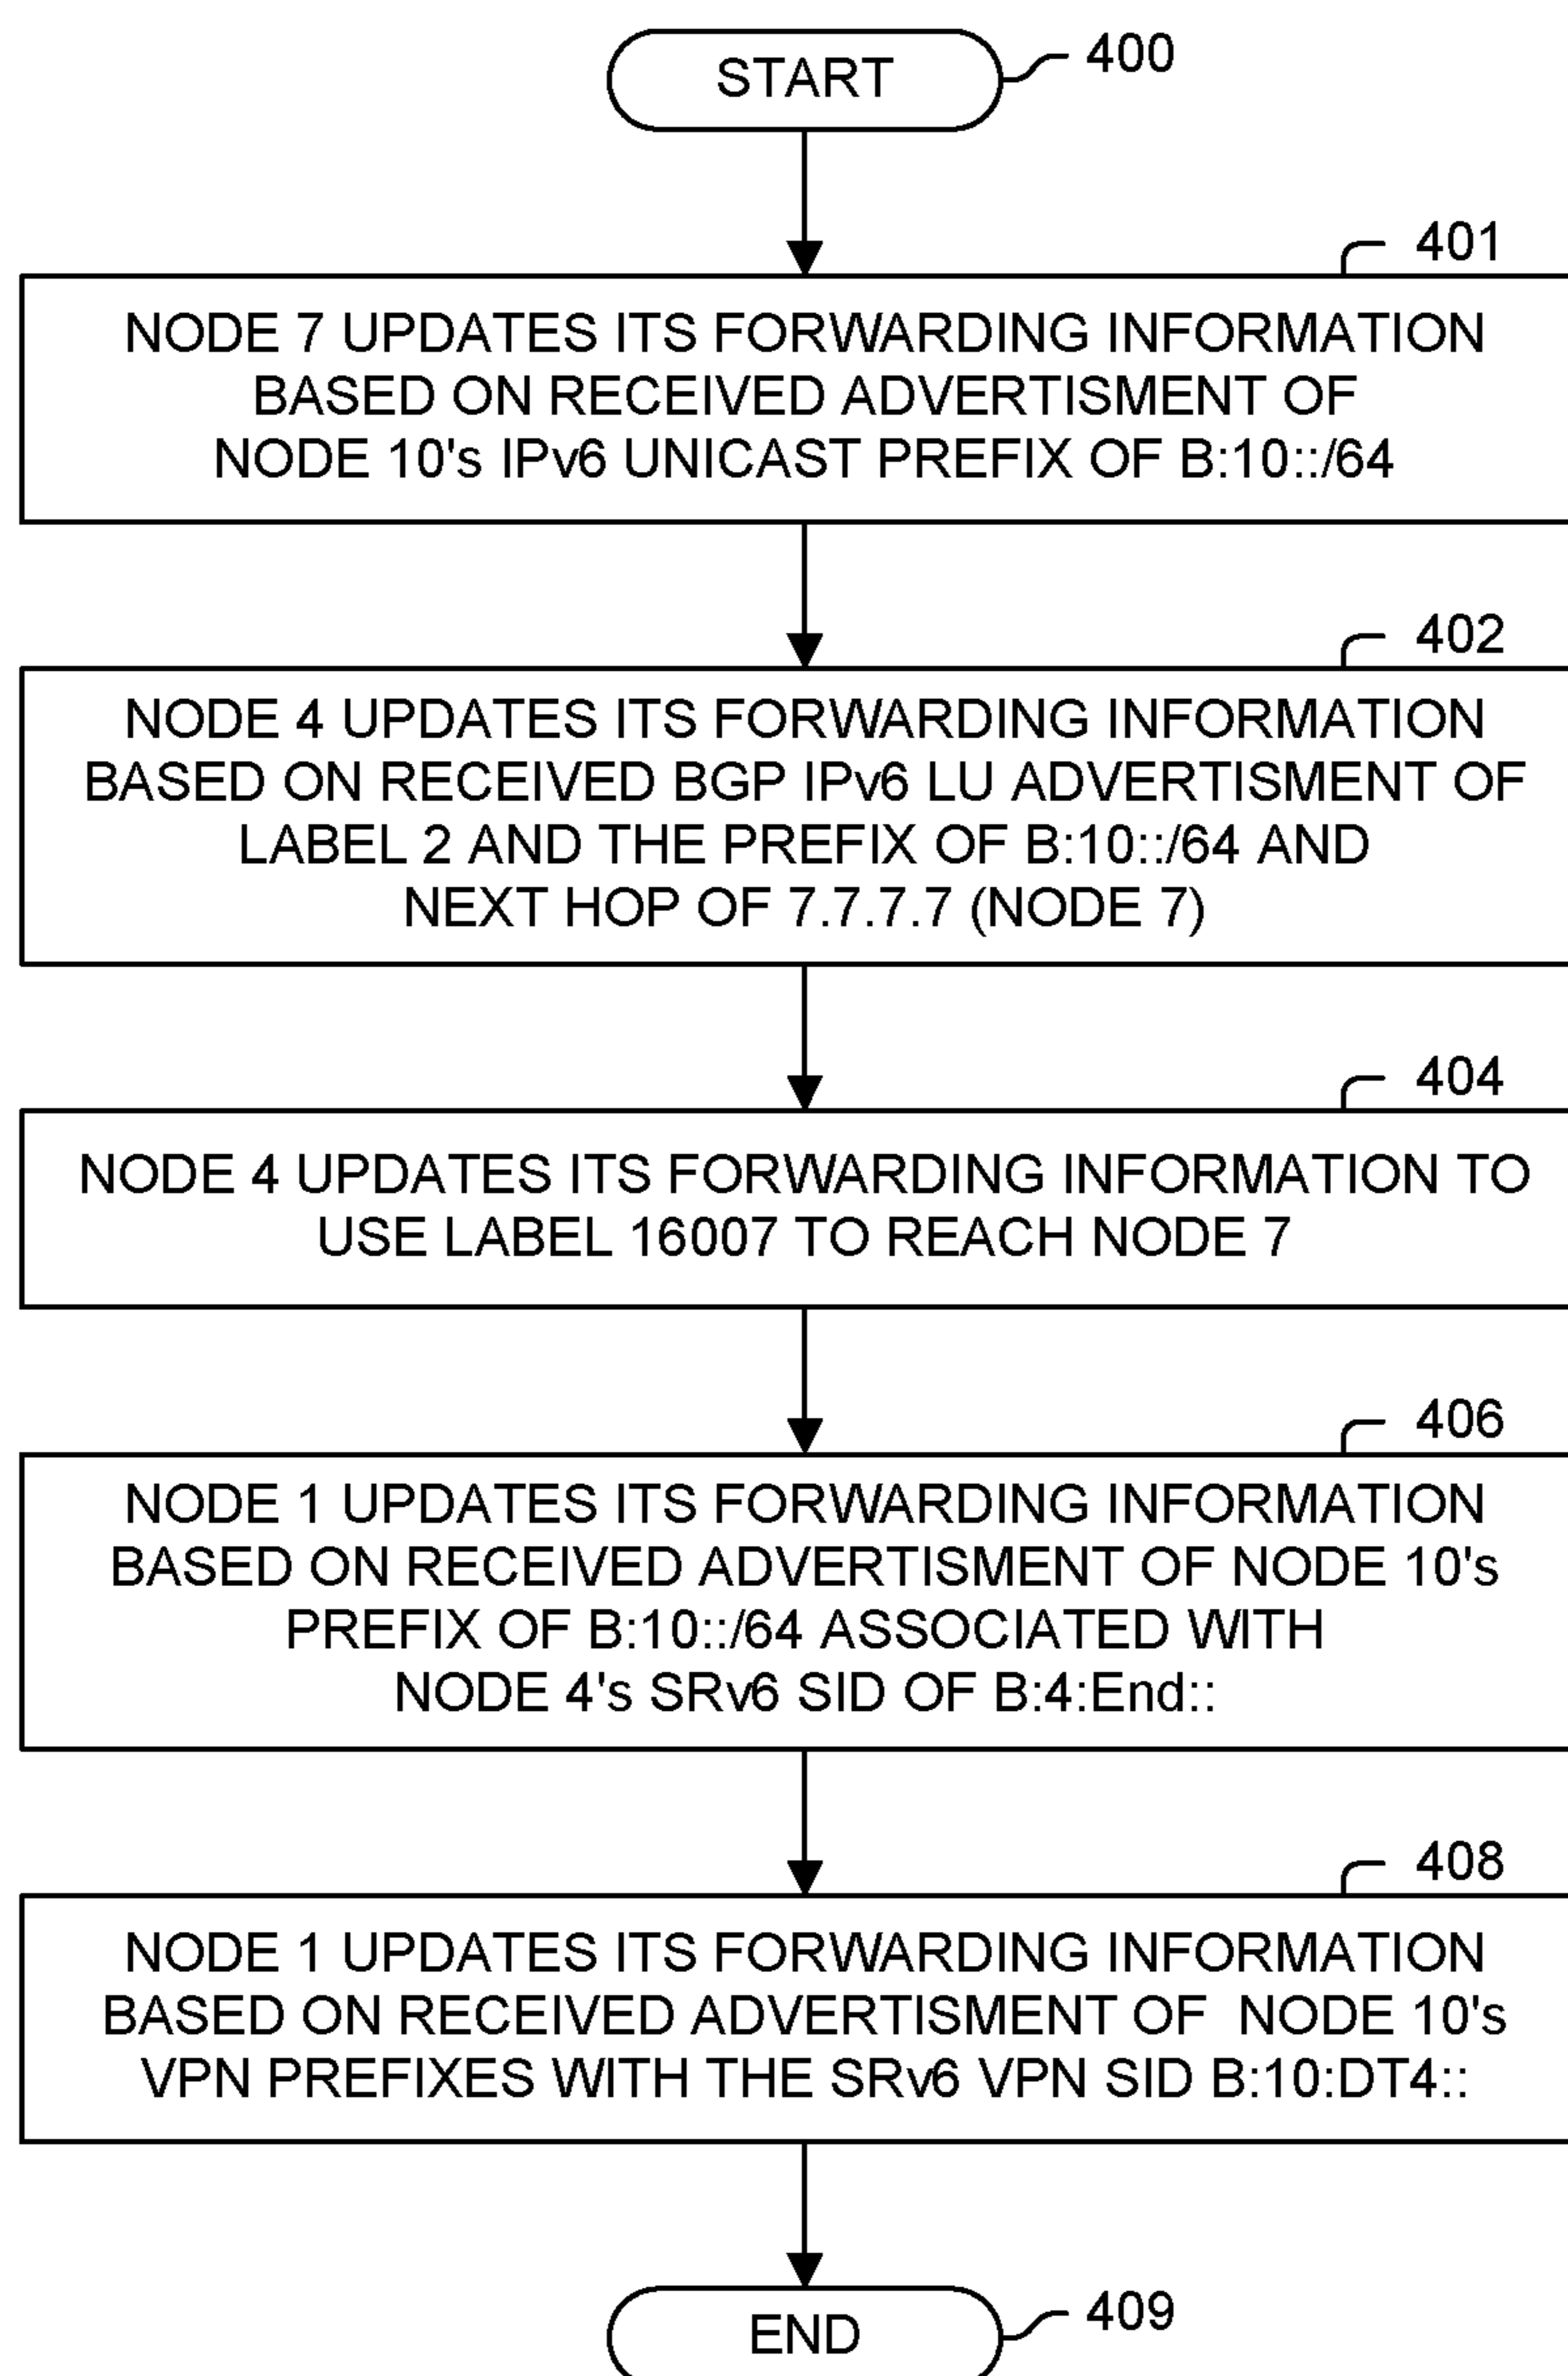 START
400
401
NODE 7 UPDATES ITS FORWARDING INFORMATION
BASED ON RECEIVED ADVERTISMENT OF
NODE 10's IPv6 UNICAST PREFIX OF B:10::/64
402
NODE 4 UPDATES ITS FORWARDING INFORMATION
BASED ON RECEIVED BGP IPv6 LU ADVERTISMENT OF
LABEL 2 AND THE PREFIX OF B:10::/64 AND
NEXT HOP OF 7.7.7.7 (NODE 7)
404
NODE 4 UPDATES ITS FORWARDING INFORMATION TO
USE LABEL 16007 TO REACH NODE 7
406
NODE 1 UPDATES ITS FORWARDING INFORMATION
BASED ON RECEIVED ADVERTISMENT OF NODE 10's
PREFIX OF B:10::/64 ASSOCIATED WITH
NODE 4's SRv6 SID OF B:4:End::
408
NODE 1 UPDATES ITS FORWARDING INFORMATION
BASED ON RECEIVED ADVERTISMENT OF NODE 10's
VPN PREFIXES WITH THE SRv6 VPN SID B:10:DT4::
END
409